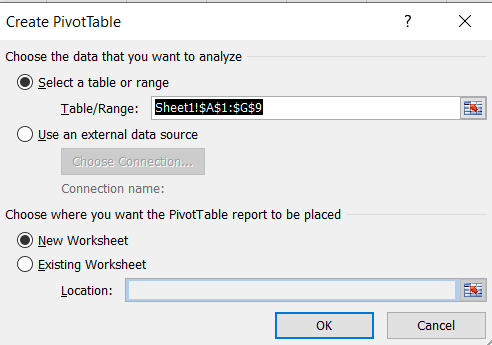 Create PivotTable ? ×
Choose the data that you want to analyze
Select a table or range
Table/Range: Sheet1!$A$1:$G$9
Use an external data source
Choose Connection...
Connection name:
Choose where you want the PivotTable report to be placed
New Worksheet
Existing Worksheet
Location:
OK Cancel